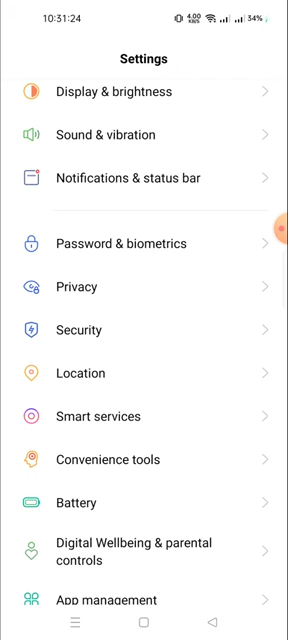 10:31:24 4.00 KB/S 34%
Settings
Display & brightness
Sound & vibration
Notifications & status bar
Password & biometrics
Privacy
Security
Location
Smart services
Convenience tools
Battery
Digital Wellbeing & parental
controls
App management